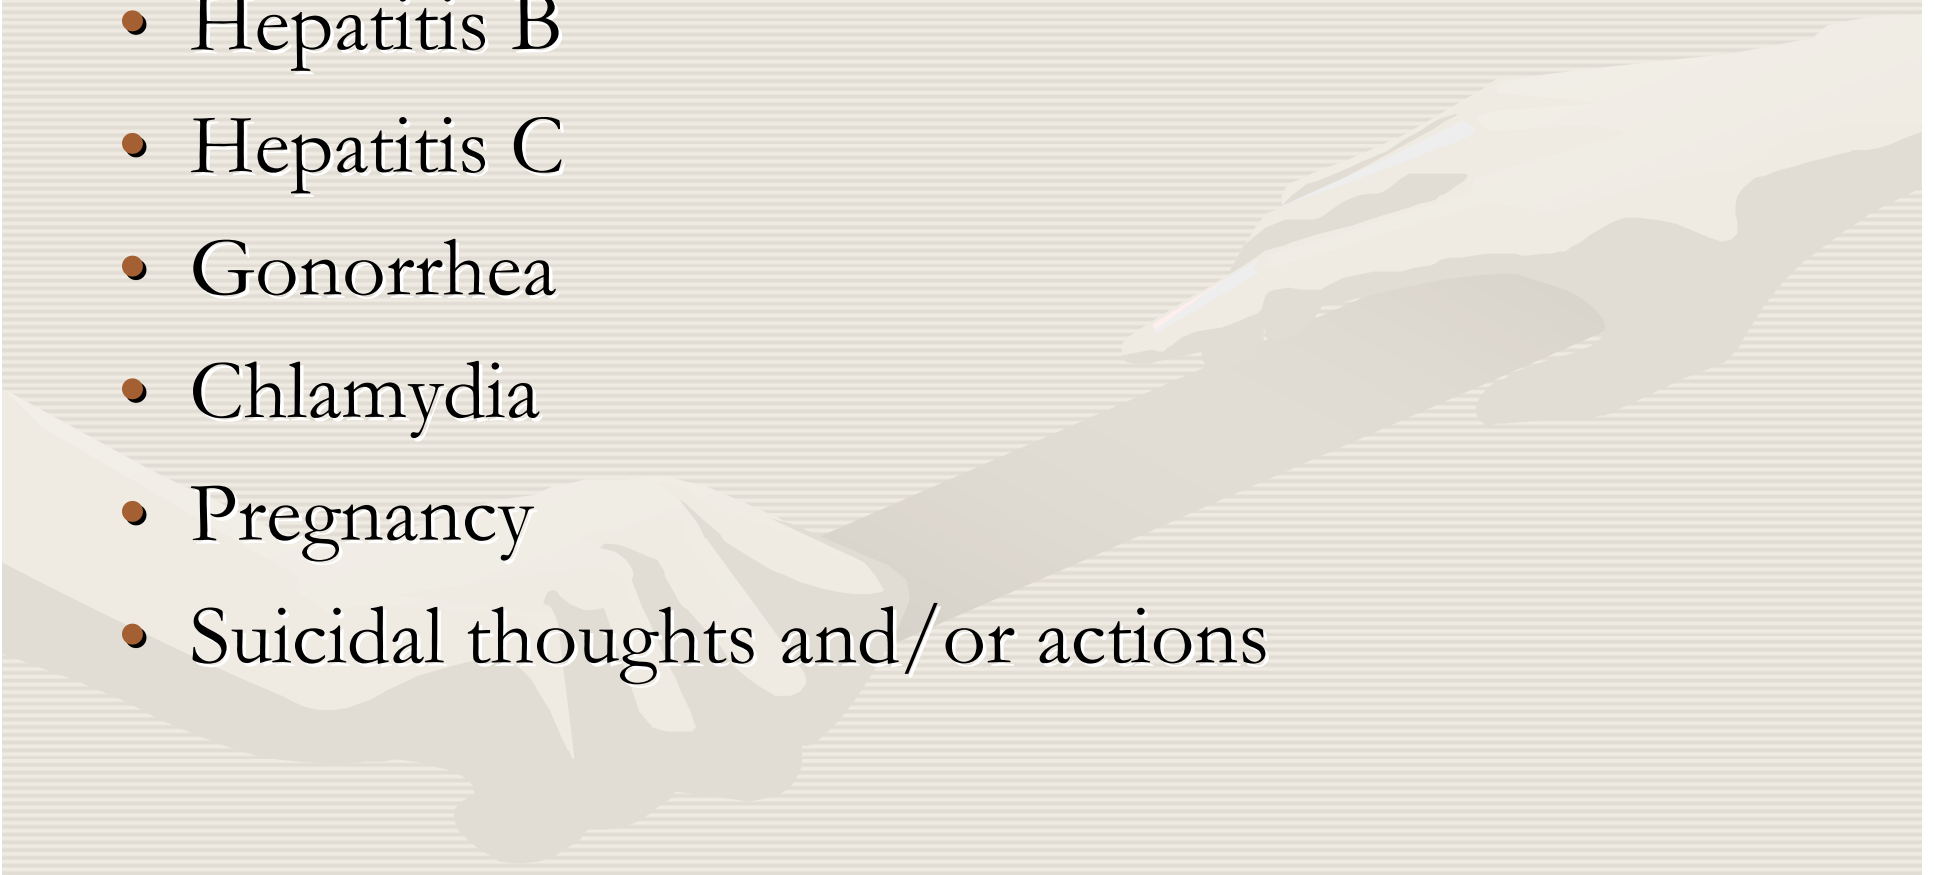 • Hepatitis B
• Hepatitis C
• Gonorrhea
• Chlamydia
• Pregnancy
• Suicidal thoughts and/or actions